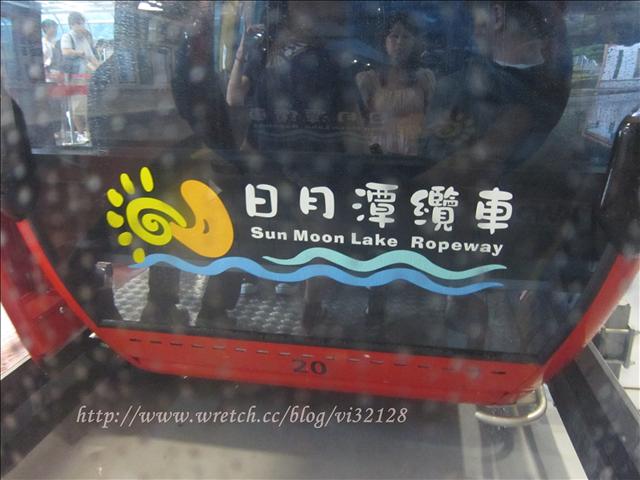 日月潭纜車
Sun Moon Lake Ropeway
20
http://www.wretch.cc/blog/vi32128